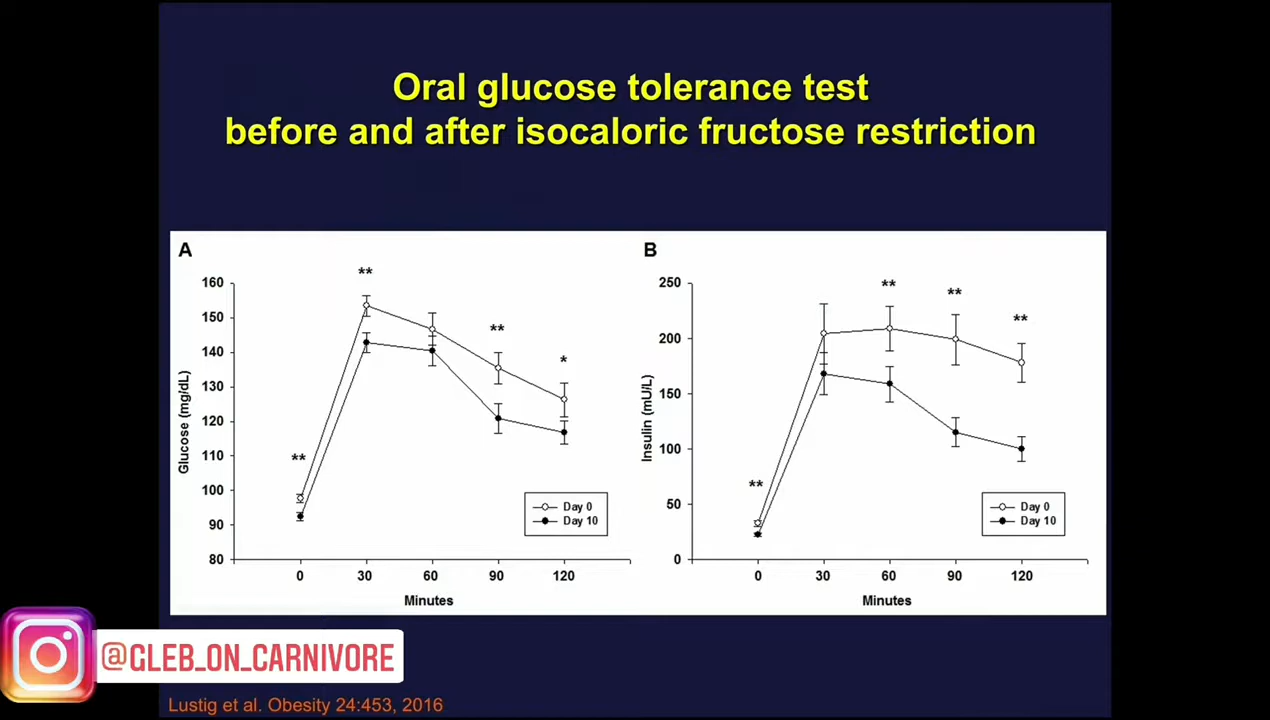 Oral glucose tolerance test
before and after isocaloric fructose restriction
A
**
**
**
*
160
150
140
130
120
110
100
90
80
Glucose (mg/dL)
0 30 60 90 120
Minutes
Day 0
Day 10
B
**
**
**
**
250
200
150
100
50
0
Insulin (mU/L)
0 30 60 90 120
Minutes
Day 0
Day 10
@GLEB_ON_CARNIVORE
Lustig et al. Obesity 24:453, 2016